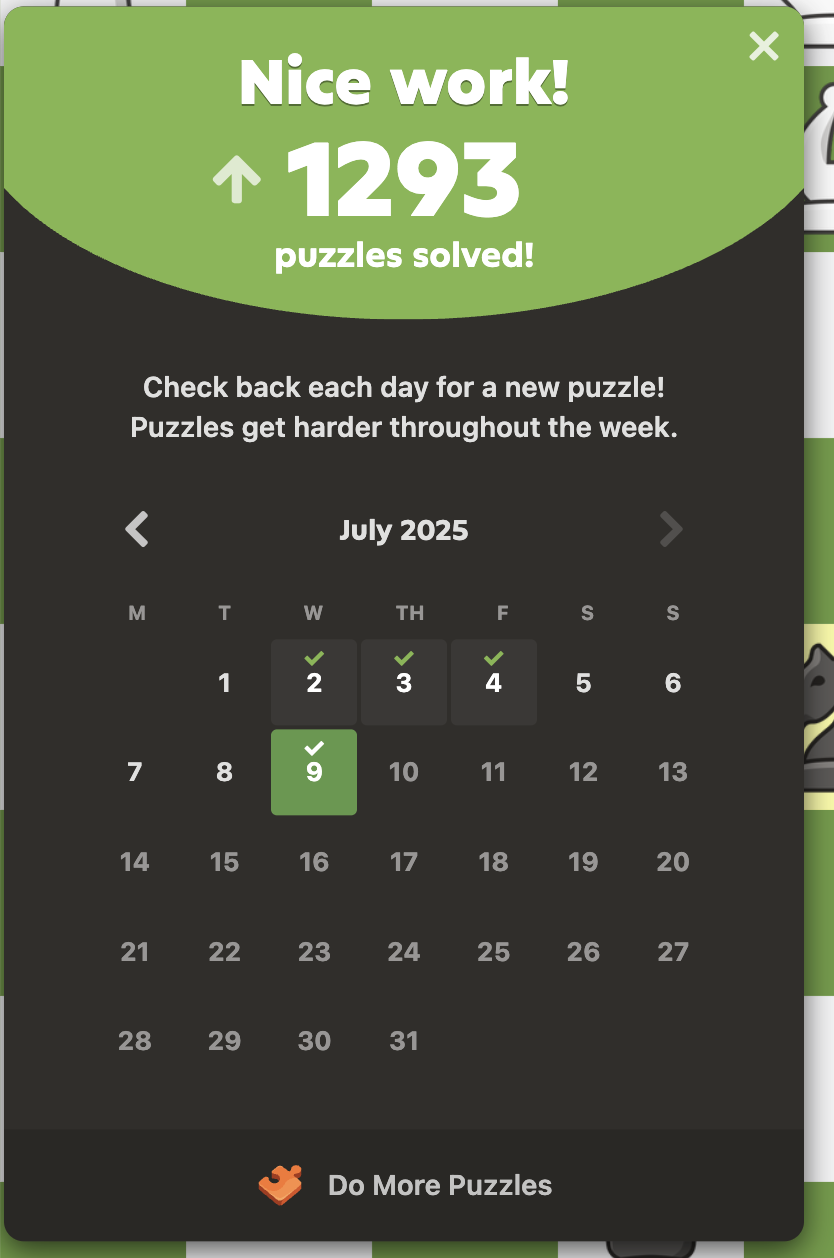 Nice work!
1293
puzzles solved!
Check back each day for a new puzzle!
Puzzles get harder throughout the week.
July 2025
M T W TH F S S
1 2 3 4 5 6
7 8 9 10 11 12 13
14 15 16 17 18 19 20
21 22 23 24 25 26 27
28 29 30 31
Do More Puzzles